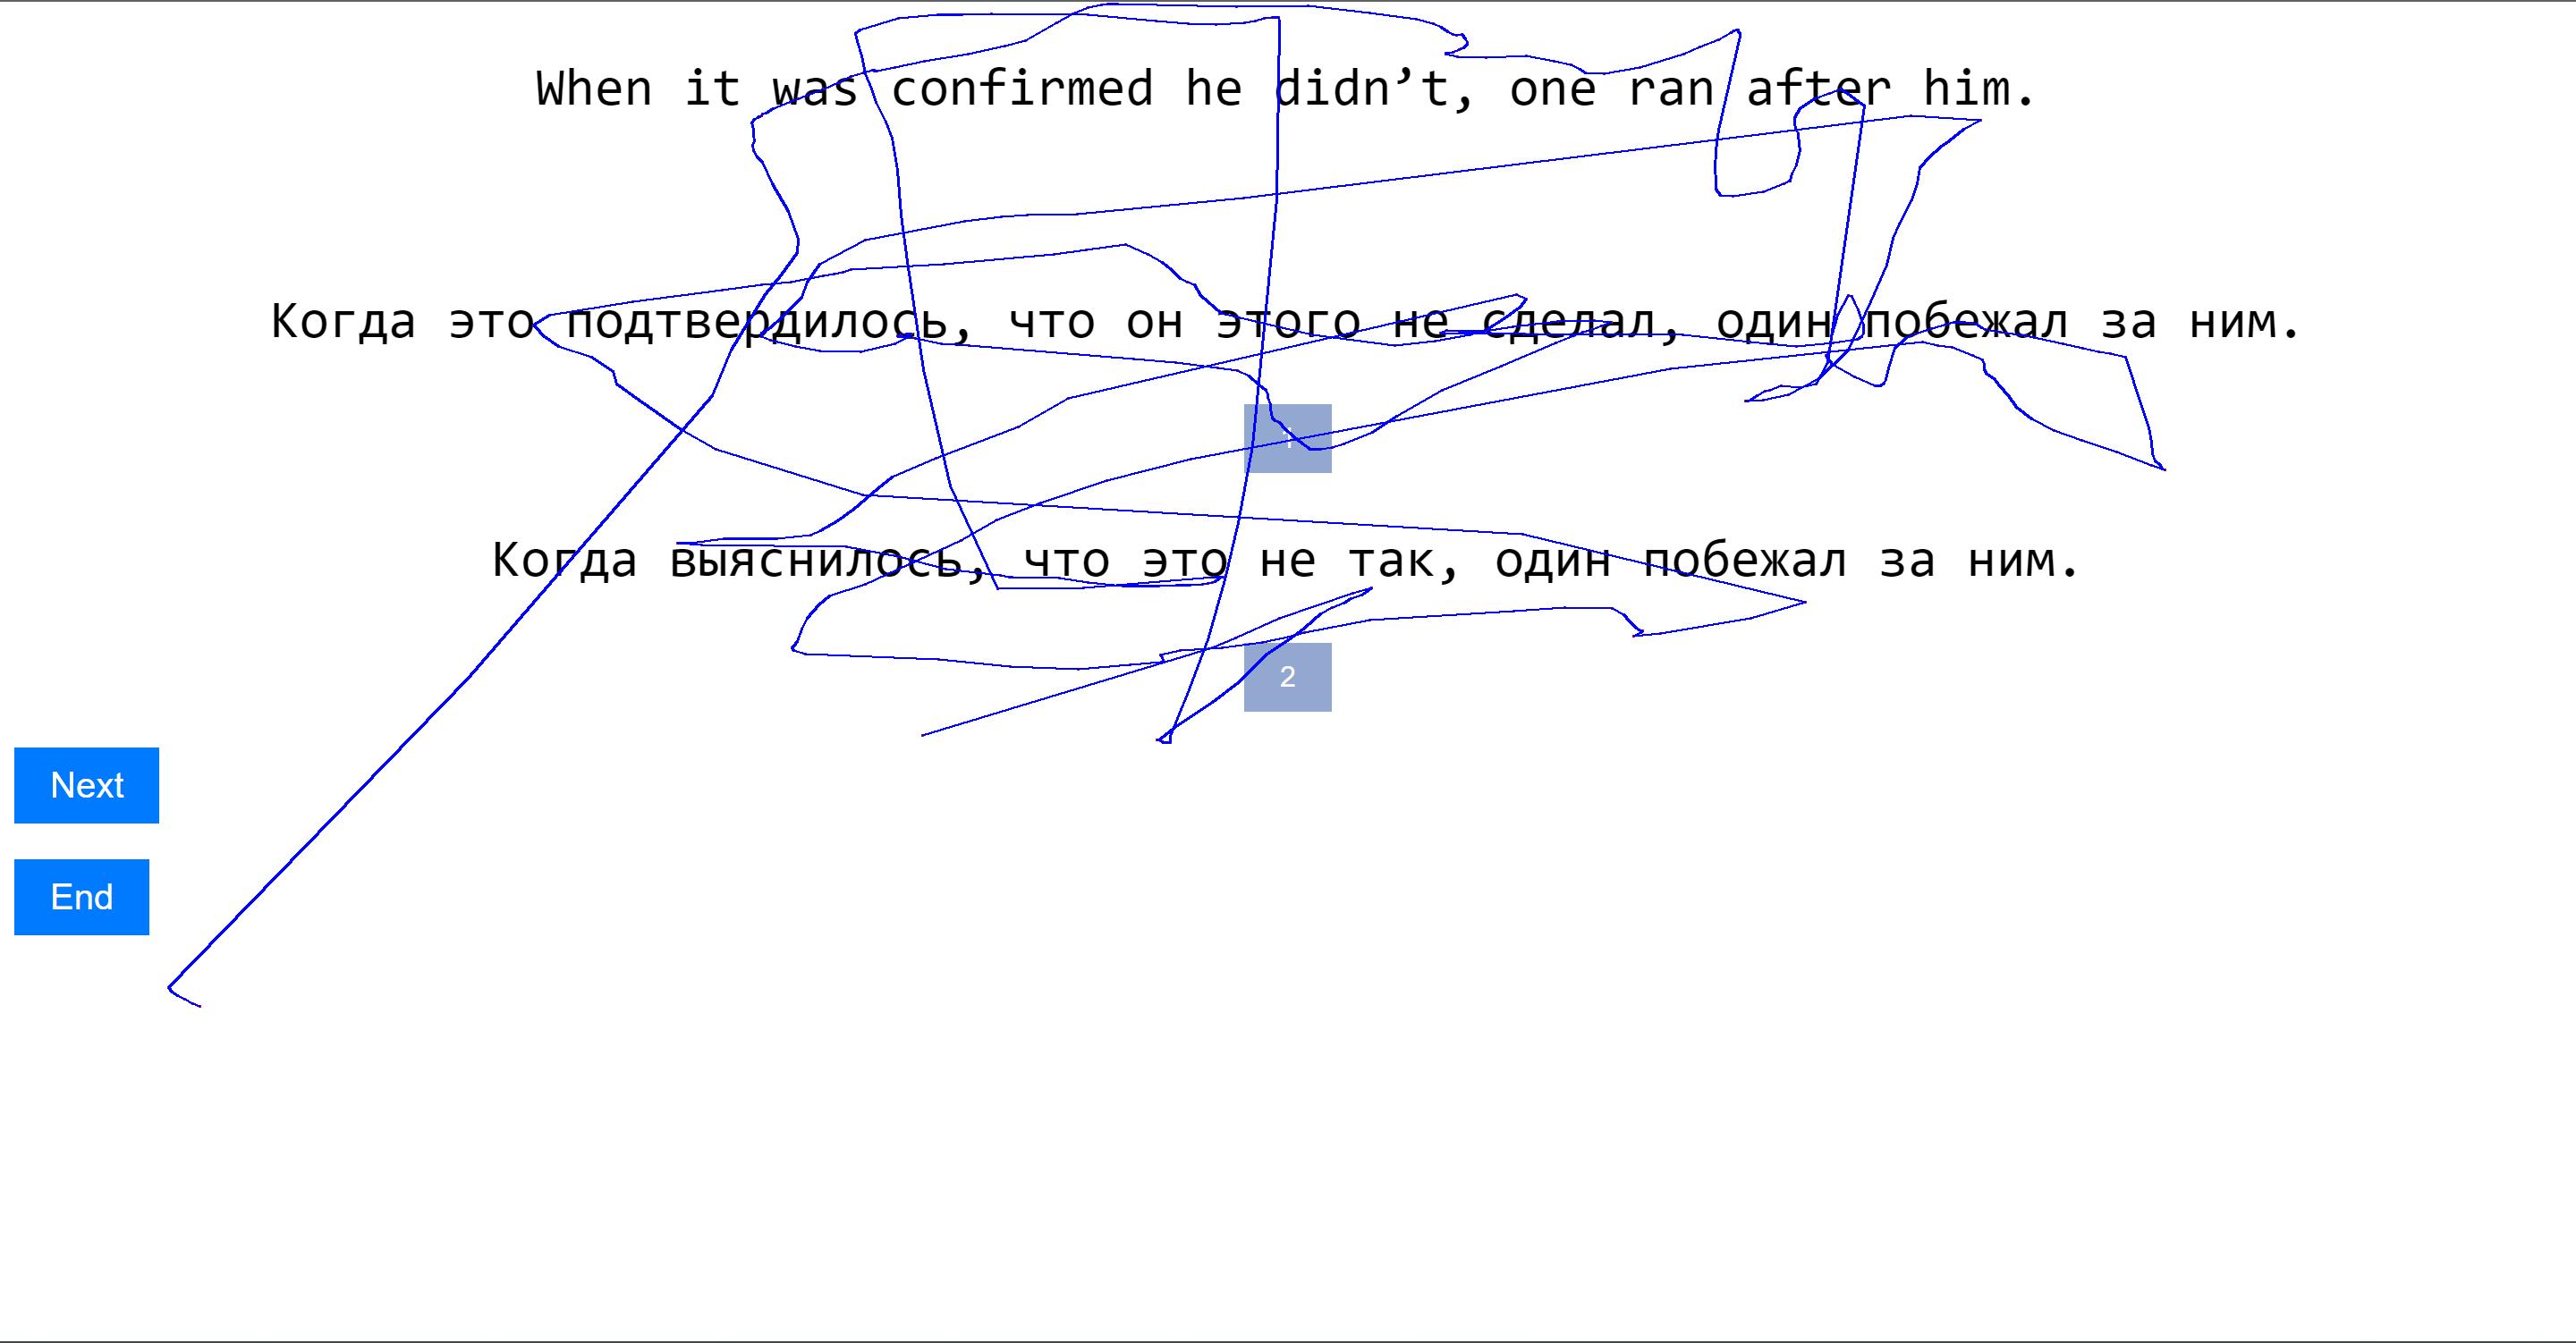 When it was confirmed he didn’t, one ran after him.
Когда это подтвердилось, что он этого не сделал, один побежал за ним.
1
Когда выяснилось, что это не так, один побежал за ним.
2
Next
End